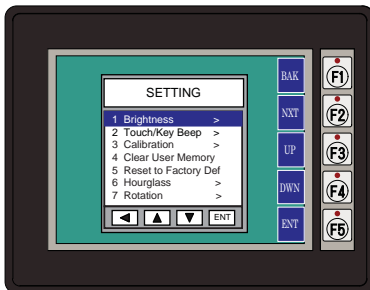 SETTING
1 Brightness >
2 Touch/Key Beep >
3 Calibration >
4 Clear User Memory
5 Reset to Factory Def
6 Hourglass >
7 Rotation >
ENT
BAK
NXT
UP
DWN
ENT
F1
F2
F3
F4
F5